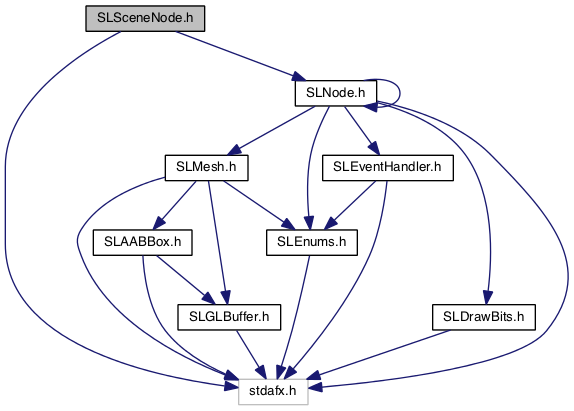 SLSceneNode.h
SLNode.h
SLMesh.h
SLEventHandler.h
SLAABBox.h
SLEnums.h
SLGLBuffer.h
SLDrawBits.h
stdafx.h